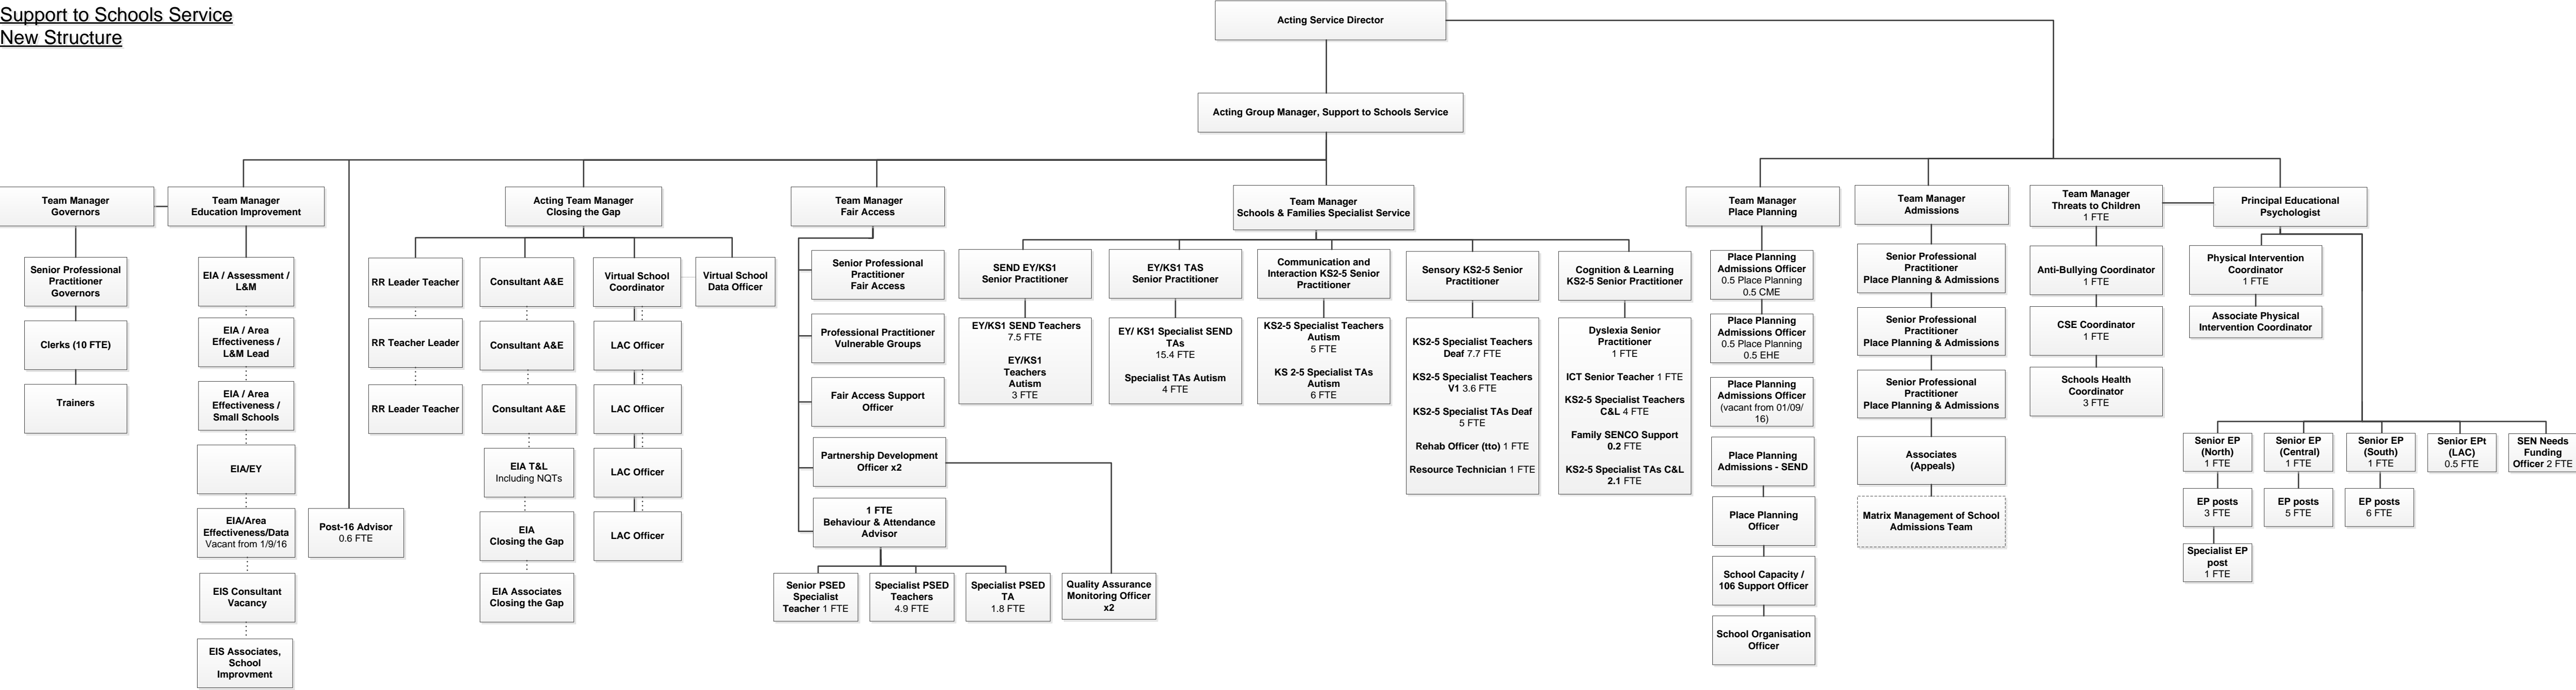 Support to Schools Service
New Structure
Acting Service Director
Acting Group Manager, Support to Schools Service
Team Manager
Governors
Team Manager
Education Improvement
Acting Team Manager
Closing the Gap
Team Manager
Fair Access
Team Manager
Schools & Families Specialist Service
Team Manager
Place Planning
Team Manager
Admissions
Team Manager
Threats to Children
1 FTE
Principal Educational
Psychologist
Senior Professional
Practitioner
Governors
Clerks (10 FTE)
Trainers
EIA / Assessment /
L&M
EIA / Area
Effectiveness /
L&M Lead
EIA / Area
Effectiveness /
Small Schools
EIA/EY
EIA/Area
Effectiveness/Data
Vacant from 1/9/16
EIS Consultant
Vacancy
EIS Associates,
School
Improvment
Post-16 Advisor
0.6 FTE
RR Leader Teacher
RR Teacher Leader
RR Leader Teacher
Consultant A&E
Consultant A&E
Consultant A&E
EIA T&L
Including NQTs
EIA
Closing the Gap
EIA Associates
Closing the Gap
Virtual School
Coordinator
LAC Officer
LAC Officer
LAC Officer
LAC Officer
Virtual School
Data Officer
Senior Professional
Practitioner
Fair Access
Professional Practitioner
Vulnerable Groups
Fair Access Support
Officer
Partnership Development
Officer x2
1 FTE
Behaviour & Attendance
Advisor
Senior PSED
Specialist
Teacher 1 FTE
Specialist PSED
Teachers
4.9 FTE
Specialist PSED
TA
1.8 FTE
Quality Assurance
Monitoring Officer
x2
SEND EY/KS1
Senior Practitioner
EY/KS1 SEND Teachers
7.5 FTE
EY/KS1
Teachers
Autism
3 FTE
EY/KS1 TAS
Senior Practitioner
EY/ KS1 Specialist SEND
TAs
15.4 FTE
Specialist TAs Autism
4 FTE
Communication and
Interaction KS2-5 Senior
Practitioner
KS2-5 Specialist Teachers
Autism
5 FTE
KS 2-5 Specialist TAs
Autism
6 FTE
Sensory KS2-5 Senior
Practitioner
KS2-5 Specialist Teachers
Deaf 7.7 FTE
KS2-5 Specialist Teachers
V1 3.6 FTE
KS2-5 Specialist TAs Deaf
5 FTE
Rehab Officer (tto) 1 FTE
Resource Technician 1 FTE
Cognition & Learning
KS2-5 Senior Practitioner
Dyslexia Senior
Practitioner
1 FTE
ICT Senior Teacher 1 FTE
KS2-5 Specialist Teachers
C&L 4 FTE
Family SENCO Support
0.2 FTE
KS2-5 Specialist TAs C&L
2.1 FTE
Place Planning
Admissions Officer
0.5 Place Planning
0.5 CME
Place Planning
Admissions Officer
0.5 Place Planning
0.5 EHE
Place Planning
Admissions Officer
(vacant from 01/09/
16)
Place Planning
Admissions - SEND
Place Planning
Officer
School Capacity /
106 Support Officer
School Organisation
Officer
Senior Professional
Practitioner
Place Planning & Admissions
Senior Professional
Practitioner
Place Planning & Admissions
Senior Professional
Practitioner
Place Planning & Admissions
Associates
(Appeals)
Matrix Management of School
Admissions Team
Anti-Bullying Coordinator
1 FTE
CSE Coordinator
1 FTE
Schools Health
Coordinator
3 FTE
Physical Intervention
Coordinator
1 FTE
Associate Physical
Intervention Coordinator
Senior EP
(North)
1 FTE
EP posts
3 FTE
Specialist EP
post
1 FTE
Senior EP
(Central)
1 FTE
EP posts
5 FTE
Senior EP
(South)
1 FTE
EP posts
6 FTE
Senior EPt
(LAC)
0.5 FTE
SEN Needs
Funding
Officer 2 FTE